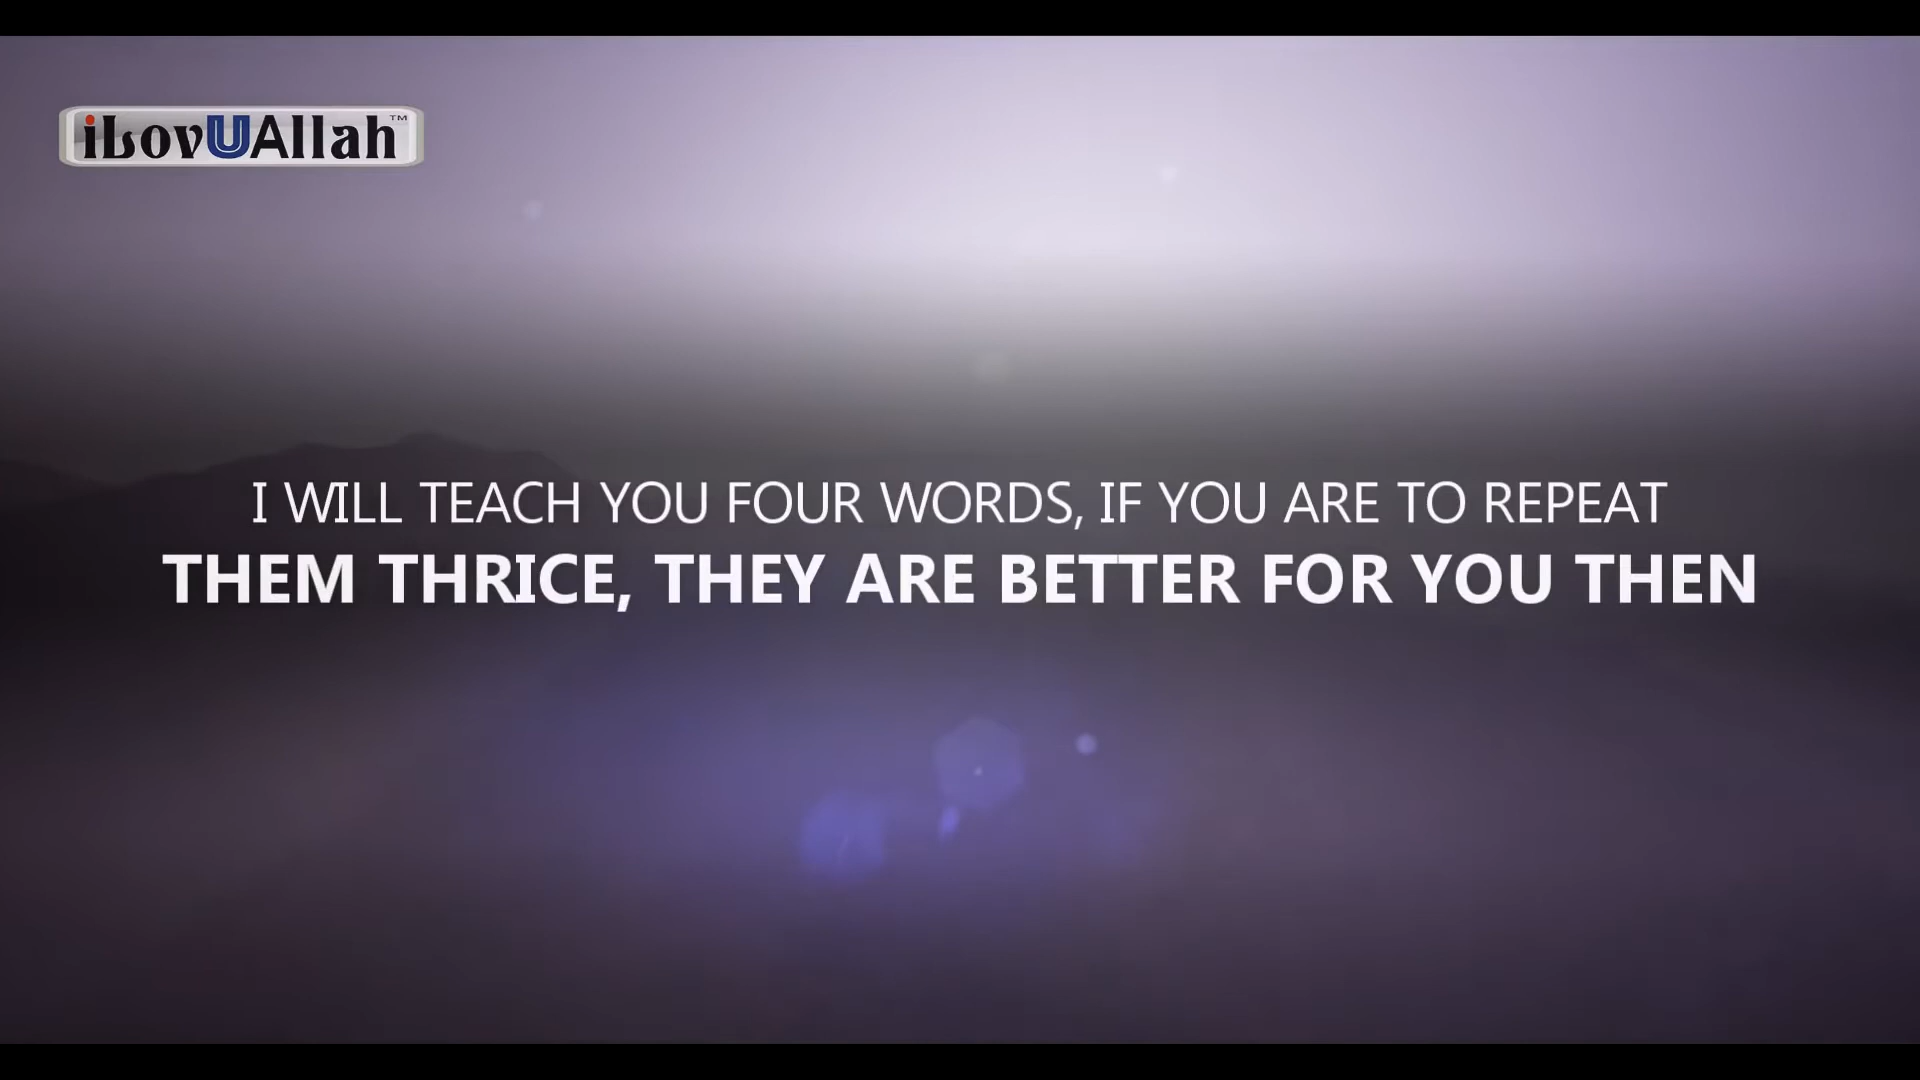 iLovUAllah™
I WILL TEACH YOU FOUR WORDS, IF YOU ARE TO REPEAT
THEM THRICE, THEY ARE BETTER FOR YOU THEN